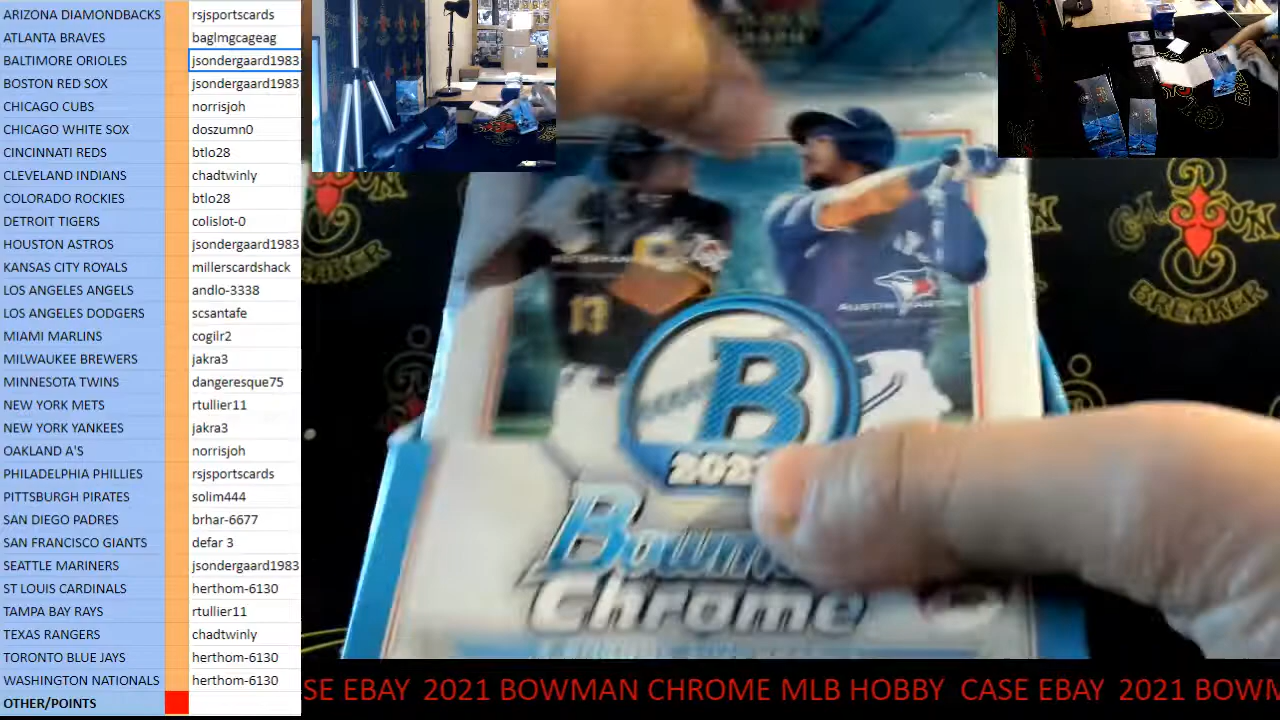 ARIZONA DIAMONDBACKS rsjsportscards
ATLANTA BRAVES baglmgcageag
BALTIMORE ORIOLES jsondergaard1983
BOSTON RED SOX jsondergaard1983
CHICAGO CUBS norrisjoh
CHICAGO WHITE SOX doszumn0
CINCINNATI REDS btlo28
CLEVELAND INDIANS chadtwinly
COLORADO ROCKIES btlo28
DETROIT TIGERS colislot-0
HOUSTON ASTROS jsondergaard1983
KANSAS CITY ROYALS millerscardshack
LOS ANGELES ANGELS andlo-3338
LOS ANGELES DODGERS scsantafe
MIAMI MARLINS cogiir2
MILWAUKEE BREWERS jakra3
MINNESOTA TWINS dangeresque75
NEW YORK METS rtullier11
NEW YORK YANKEES jakra3
OAKLAND A'S norrisjoh
PHILADELPHIA PHILLIES rsjsportscards
PITTSBURGH PIRATES solim444
SAN DIEGO PADRES brhar-6677
SAN FRANCISCO GIANTS defar 3
SEATTLE MARINERS jsondergaard1983
ST LOUIS CARDINALS herthom-6130
TAMPA BAY RAYS rtullier11
TEXAS RANGERS chadtwinly
TORONTO BLUE JAYS herthom-6130
WASHINGTON NATIONALS herthom-6130
OTHER/POINTS
13
B
Chrome
BREAKER
SE EBAY 2021 BOWMAN CHROME MLB HOBBY CASE EBAY 2021 BOWM